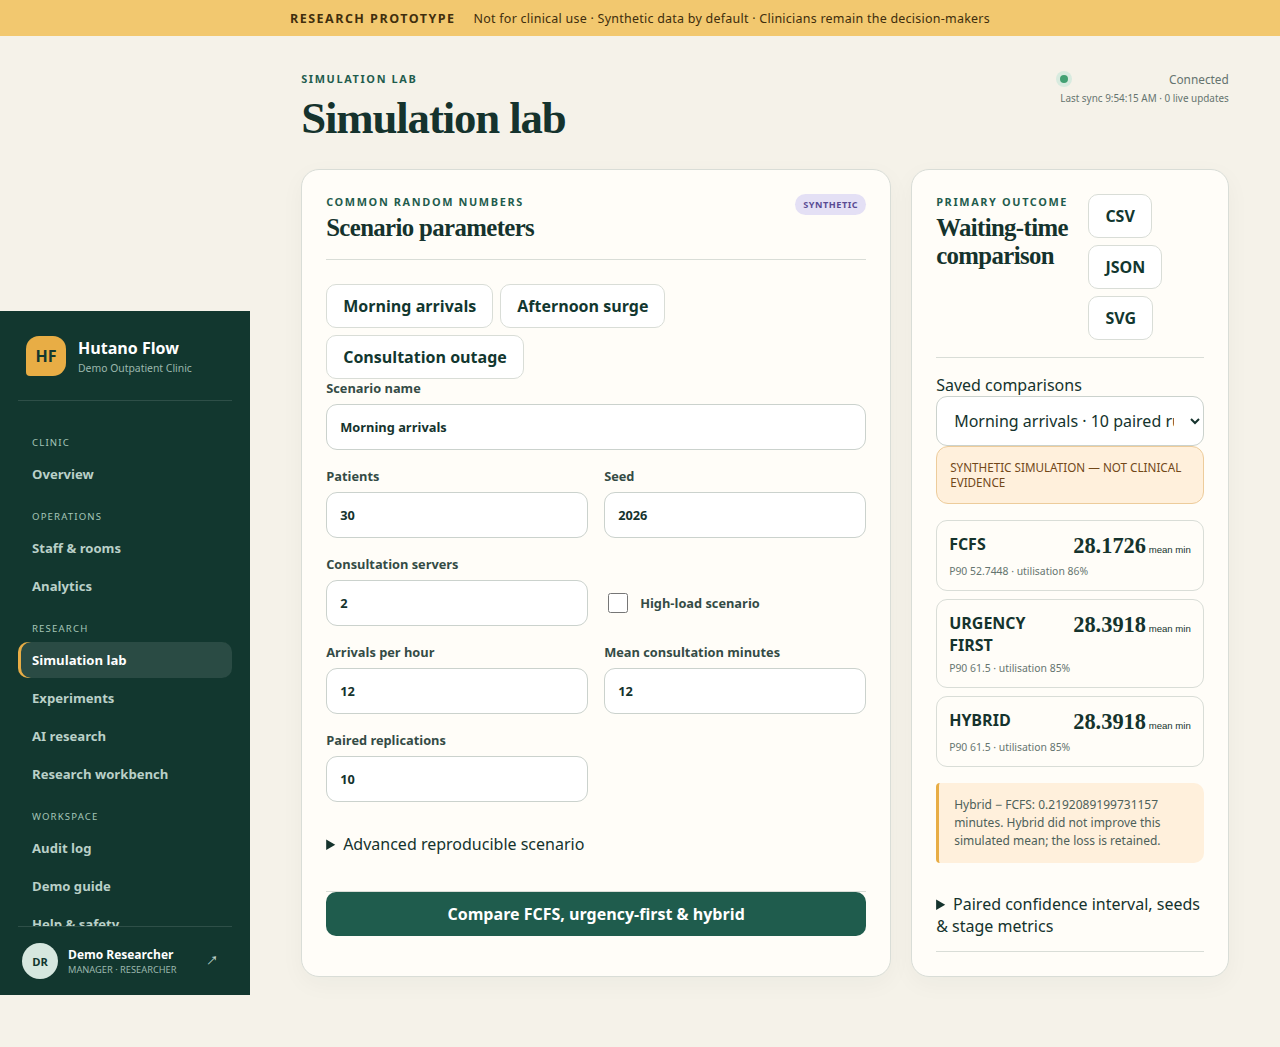 RESEARCH PROTOTYPE Not for clinical use · Synthetic data by default · Clinicians remain the decision-makers
HF
Hutano Flow
Demo Outpatient Clinic
CLINIC
Overview
OPERATIONS
Staff & rooms
Analytics
RESEARCH
Simulation lab
Experiments
AI research
Research workbench
WORKSPACE
Audit log
Demo guide
Help & safety
DR
Demo Researcher
MANAGER · RESEARCHER
↗
SIMULATION LAB
Simulation lab
Connected
Last sync 9:54:15 AM · 0 live updates
COMMON RANDOM NUMBERS
Scenario parameters
SYNTHETIC
Morning arrivals
Afternoon surge
Consultation outage
Scenario name
Morning arrivals
Patients
30
Seed
2026
Consultation servers
2
High-load scenario
Arrivals per hour
12
Mean consultation minutes
12
Paired replications
10
Advanced reproducible scenario
Compare FCFS, urgency-first & hybrid
PRIMARY OUTCOME
Waiting-time
comparison
CSV
JSON
SVG
Saved comparisons
Morning arrivals · 10 paired r
SYNTHETIC SIMULATION — NOT CLINICAL
EVIDENCE
FCFS
28.1726 mean min
P90 52.7448 · utilisation 86%
URGENCY
FIRST
28.3918 mean min
P90 61.5 · utilisation 85%
HYBRID
28.3918 mean min
P90 61.5 · utilisation 85%
Hybrid − FCFS: 0.2192089199731157
minutes. Hybrid did not improve this
simulated mean; the loss is retained.
Paired confidence interval, seeds
& stage metrics